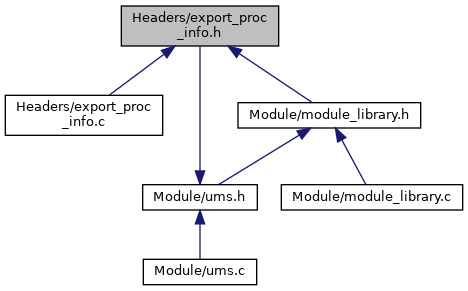 Headers/export_proc
_info.h
Headers/export_proc
_info.c
Module/module_library.h
Module/ums.h
Module/module_library.c
Module/ums.c